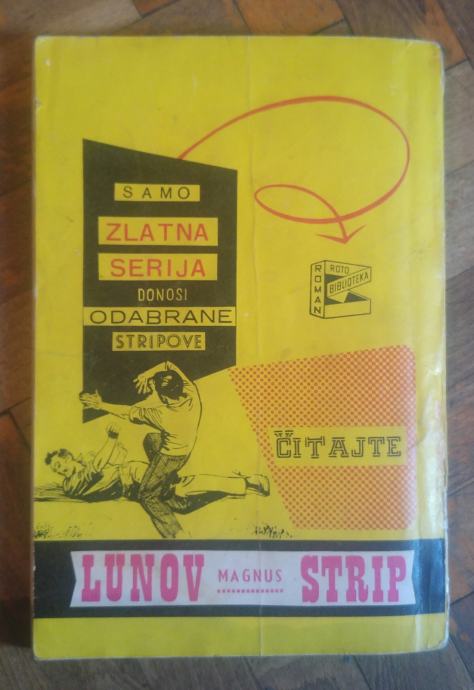 SAMO
ZLATNA
SERIJA
DONOSI
ODABRANE
STRIPOVE
ROMAN
ROTO
BIBLIOTEKA
ČITAJTE
LUNOV MAGNUS STRIP